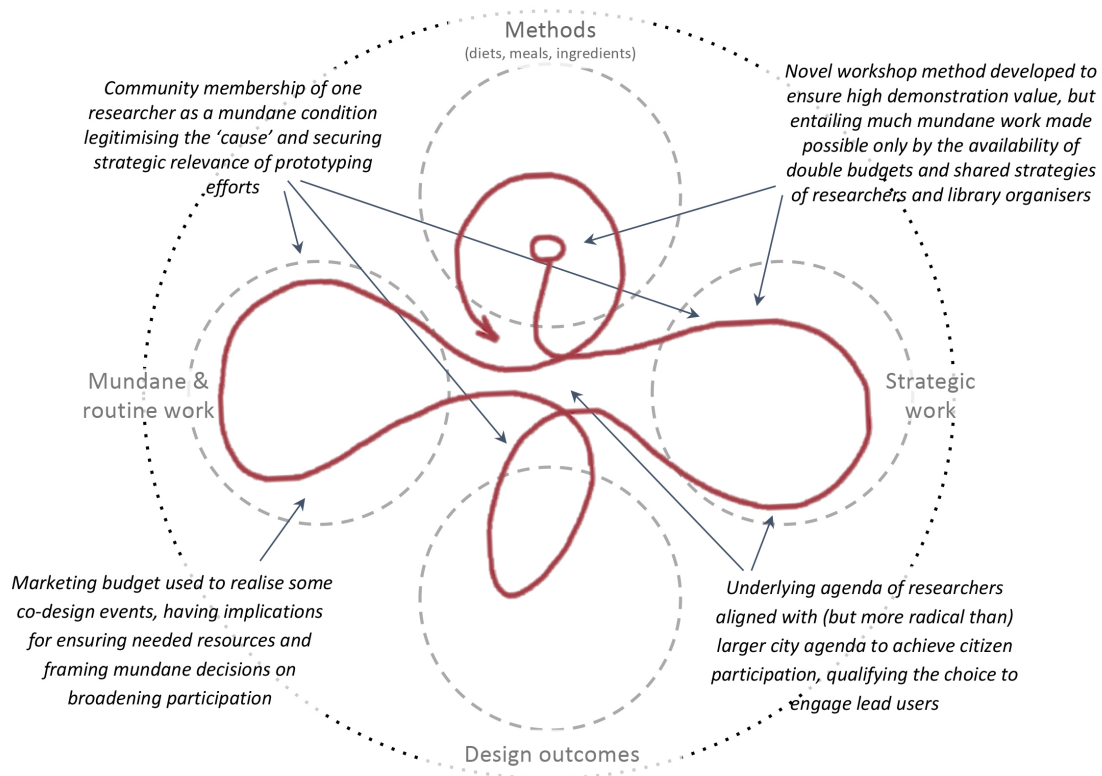 Methods
(diets, meals, ingredients)
Community membership of one
researcher as a mundane condition
legitimising the ‘cause’ and securing
strategic relevance of prototyping
efforts
Novel workshop method developed to
ensure high demonstration value, but
entailing much mundane work made
possible only by the availability of
double budgets and shared strategies
of researchers and library organisers
Mundane &
routine work
Strategic
work
Marketing budget used to realise some
co-design events, having implications
for ensuring needed resources and
framing mundane decisions on
broadening participation
Underlying agenda of researchers
aligned with (but more radical than)
larger city agenda to achieve citizen
participation, qualifying the choice to
engage lead users
Design outcomes